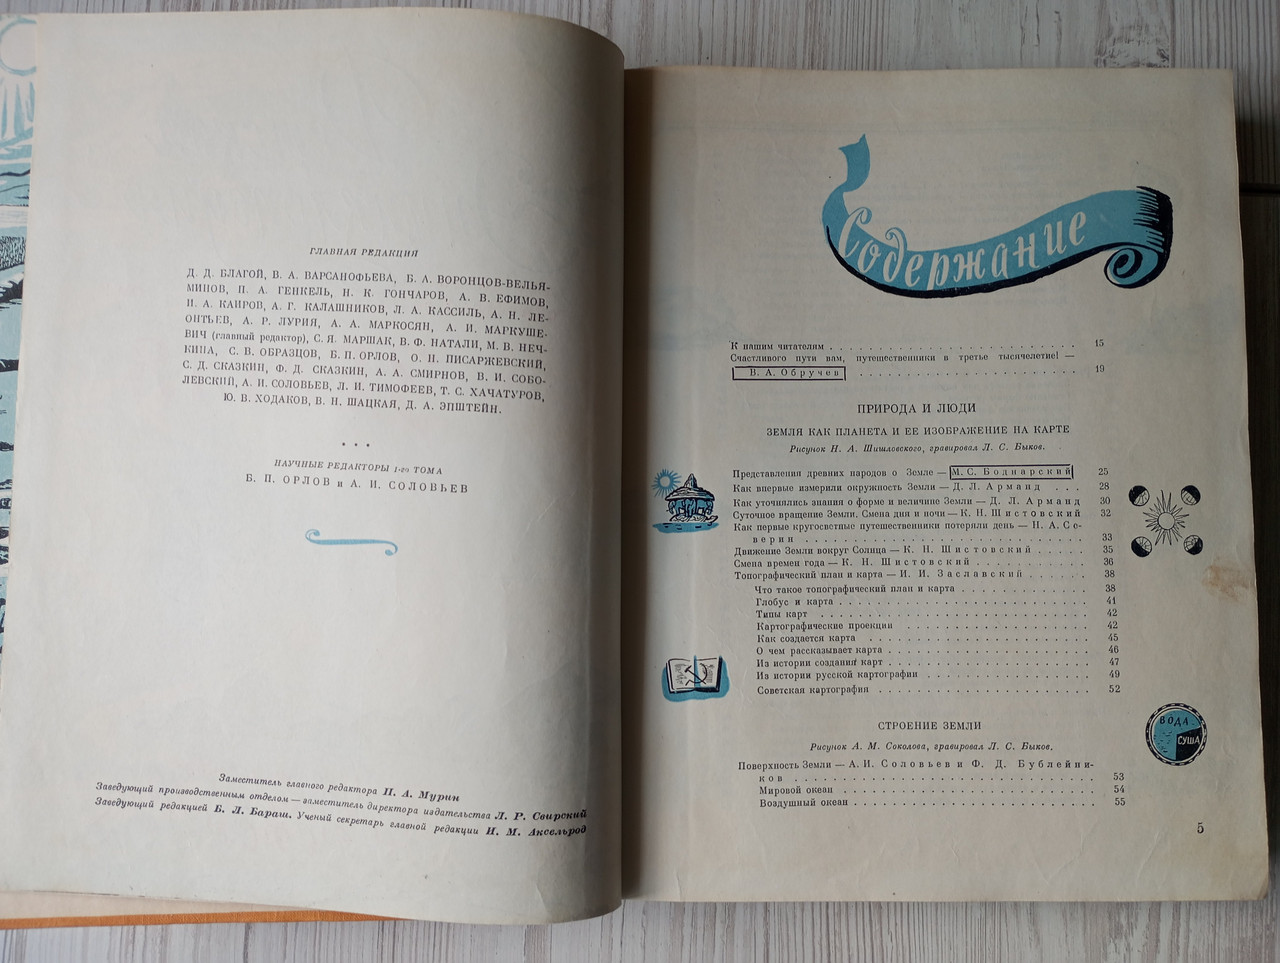 ГЛАВНАЯ РЕДАКЦИЯ
Д. Д. БЛАГОЙ, В. А. ВАРСАНОФЬЕВА, Б. А. ВОРОНЦОВ-ВЕЛЬЯ-
МИНОВ, П. А. ГЕНКЕЛЬ, Н. К. ГОНЧАРОВ, А. В. ЕФИМОВ,
И. А. КАИРОВ, А. Г. КАЛАШНИКОВ, Л. А. КАССИЛЬ, А. Н. ЛЕ-
ОНТЬЕВ, А. Р. ЛУРИЯ, А. А. МАРКОСЯН, А. И. МАРКУШЕ-
ВИЧ (главный редактор), С. Я. МАРШАК, В. Ф. НАТАЛИ, М. В. НЕЧ-
КИНА, С. В. ОБРАЗЦОВ, Б. П. ОРЛОВ, О. Н. ПИСАРЖЕВСКИЙ,
С. Д. СКАЗКИН, Ф. Д. СКАЗКИН, А. А. СМИРНОВ, В. И. СОБО-
ЛЕВСКИЙ, А. И. СОЛОВЬЕВ, Л. И. ТИМОФЕЕВ, Т. С. ХАЧАТУРОВ,
Ю. В. ХОДАКОВ, В. Н. ШАЦКАЯ, Д. А. ЭПШТЕЙН.
* * *
НАУЧНЫЕ РЕДАКТОРЫ 1-го ТОМА
Б. П. ОРЛОВ и А. И. СОЛОВЬЕВ
Заместитель главного редактора П. А. Мурин
Заведующий производственным отделом — заместитель директора издательства Л. Р. Свирский
Заведующий редакцией Б. Л. Бараш. Ученый секретарь главной редакции И. М. Аксельрод
Содержание
К нашим читателям . . . 15
Счастливого пути вам, путешественники в третье тысячелетие! —
В. А. Обручев . . . 19
ПРИРОДА И ЛЮДИ
ЗЕМЛЯ КАК ПЛАНЕТА И ЕЕ ИЗОБРАЖЕНИЕ НА КАРТЕ
Рисунок Н. А. Шишловского, гравировал Л. С. Быков.
Представления древних народов о Земле — М. С. Боднарский 25
Как впервые измерили окружность Земли — Д. Л. Арманд . . . 28
Как уточнялись знания о форме и величине Земли — Д. Л. Арманд 30
Суточное вращение Земли. Смена дня и ночи — К. Н. Шистовский 32
Как первые кругосветные путешественники потеряли день — Н. А. Се-
верин . . . 33
Движение Земли вокруг Солнца — К. Н. Шистовский . . . 35
Смена времен года — К. Н. Шистовский . . . 36
Топографический план и карта — И. И. Заславский . . . 38
Что такое топографический план и карта . . . 38
Глобус и карта . . . 41
Типы карт . . . 42
Картографические проекции . . . 42
Как создается карта . . . 45
О чем рассказывает карта . . . 46
Из истории создания карт . . . 47
Из истории русской картографии . . . 49
Советская картография . . . 52
ВОДА
СУША
СТРОЕНИЕ ЗЕМЛИ
Рисунок А. М. Соколова, гравировал Л. С. Быков.
Поверхность Земли — А. И. Соловьев и Ф. Д. Бублейни-
ков . . . 53
Мировой океан . . . 54
Воздушный океан . . . 55
5